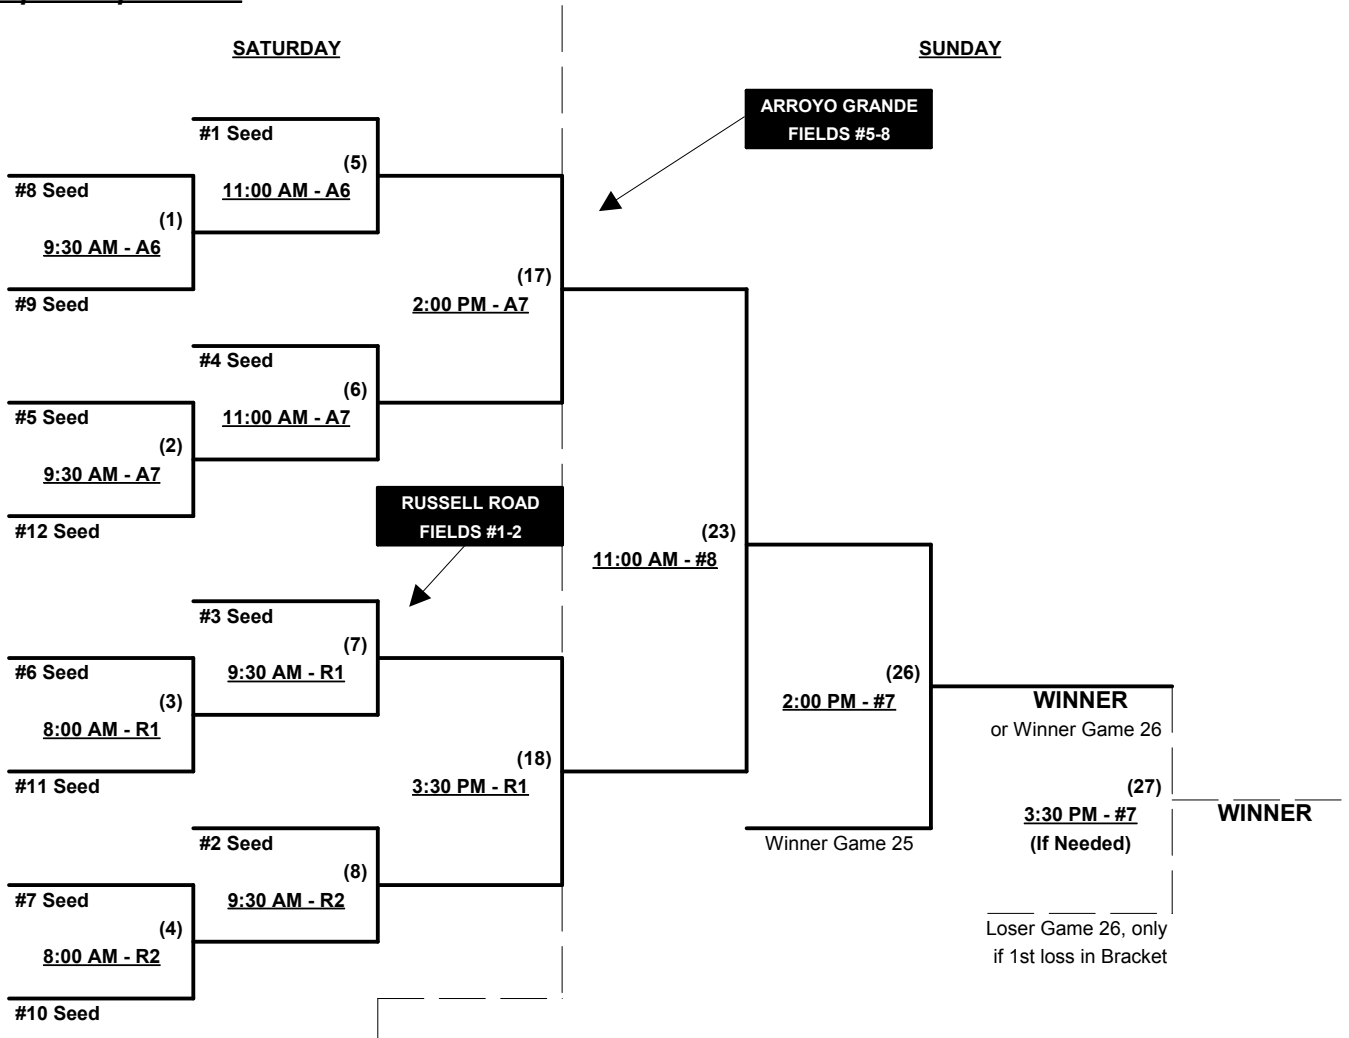 SATURDAY
SUNDAY
ARROYO GRANDE
FIELDS #5-8
#1 Seed
(5)
11:00 AM - A6
#8 Seed
(1)
9:30 AM - A6
#9 Seed
(17)
2:00 PM - A7
#4 Seed
(6)
11:00 AM - A7
#5 Seed
(2)
9:30 AM - A7
#12 Seed
RUSSELL ROAD
FIELDS #1-2
(23)
11:00 AM - #8
#3 Seed
(7)
9:30 AM - R1
#6 Seed
(3)
8:00 AM - R1
#11 Seed
(26)
2:00 PM - #7
WINNER
or Winner Game 26
(18)
3:30 PM - R1
(27)
3:30 PM - #7
(If Needed)
WINNER
#2 Seed
(8)
9:30 AM - R2
Winner Game 25
#7 Seed
(4)
8:00 AM - R2
#10 Seed
Loser Game 26, only
if 1st loss in Bracket